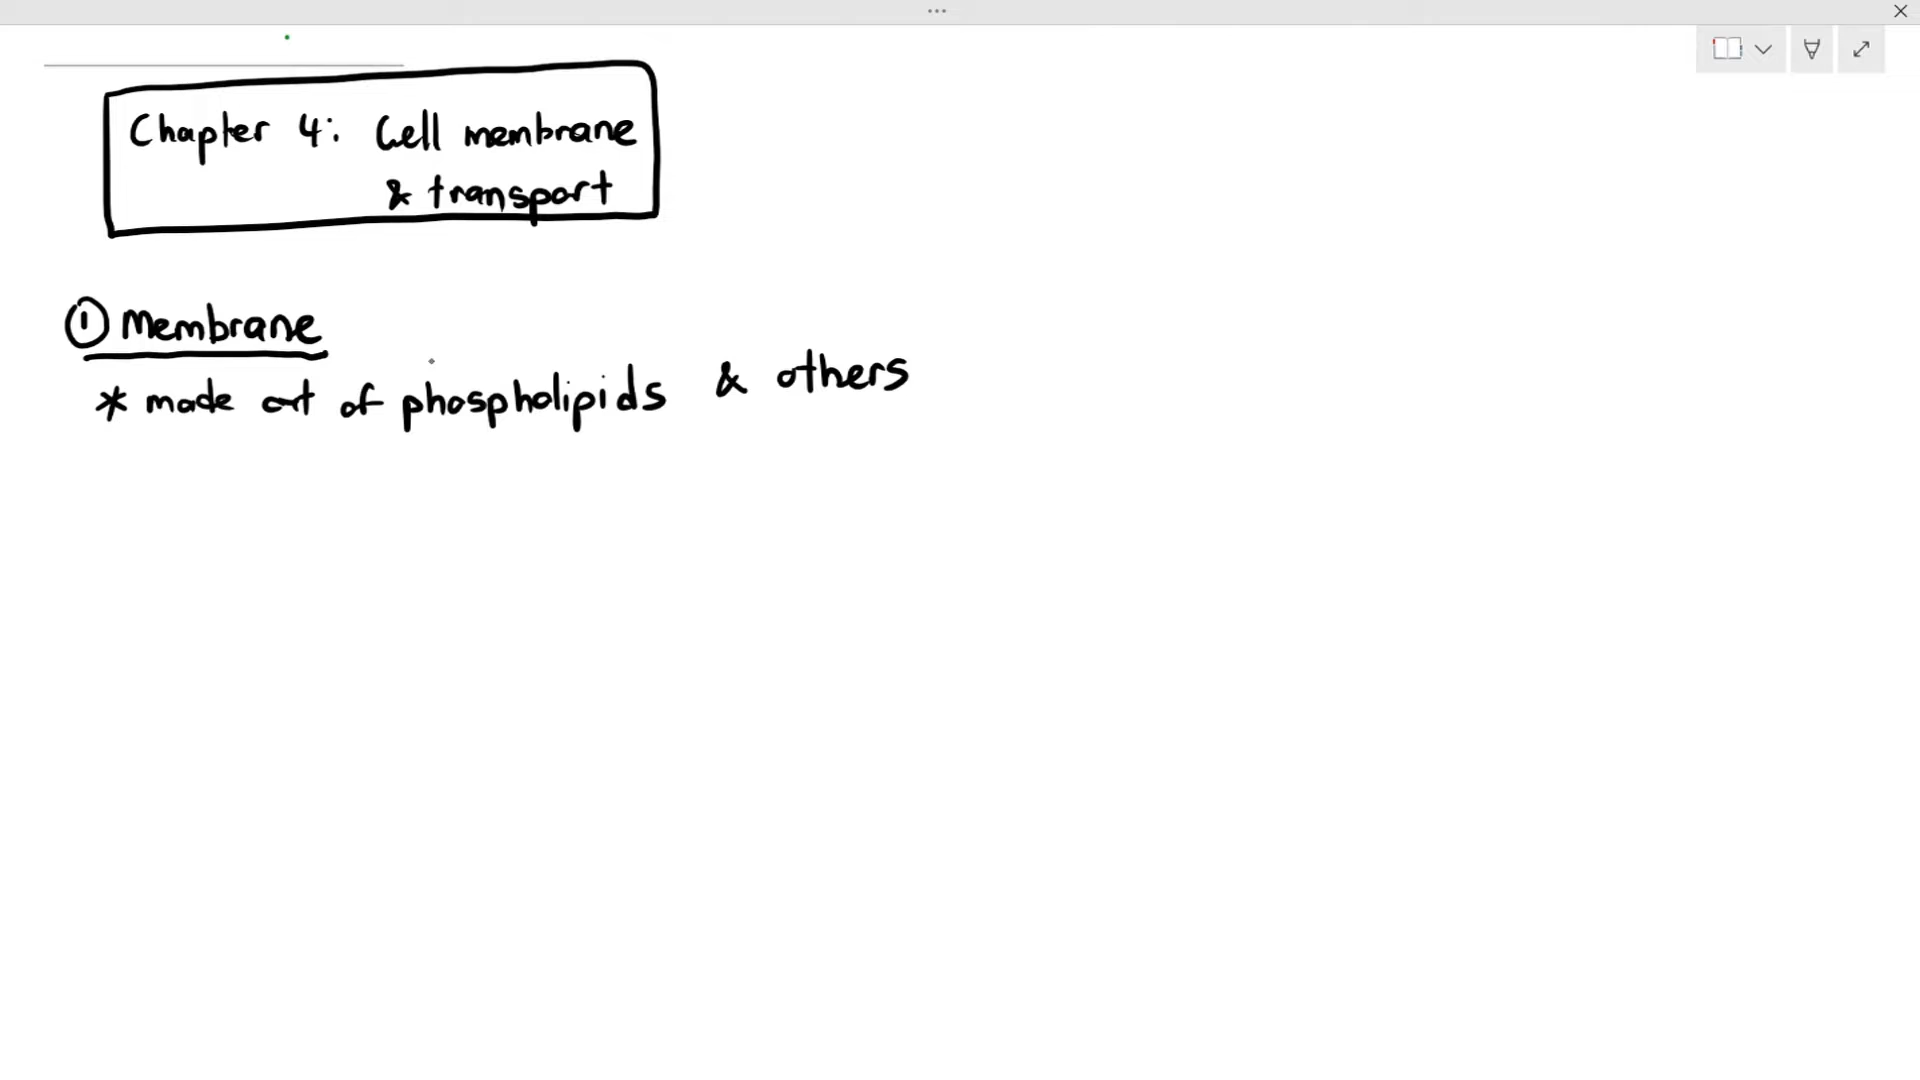 Chapter 4: Cell membrane
& transport
① Membrane
* made out of phospholipids & others